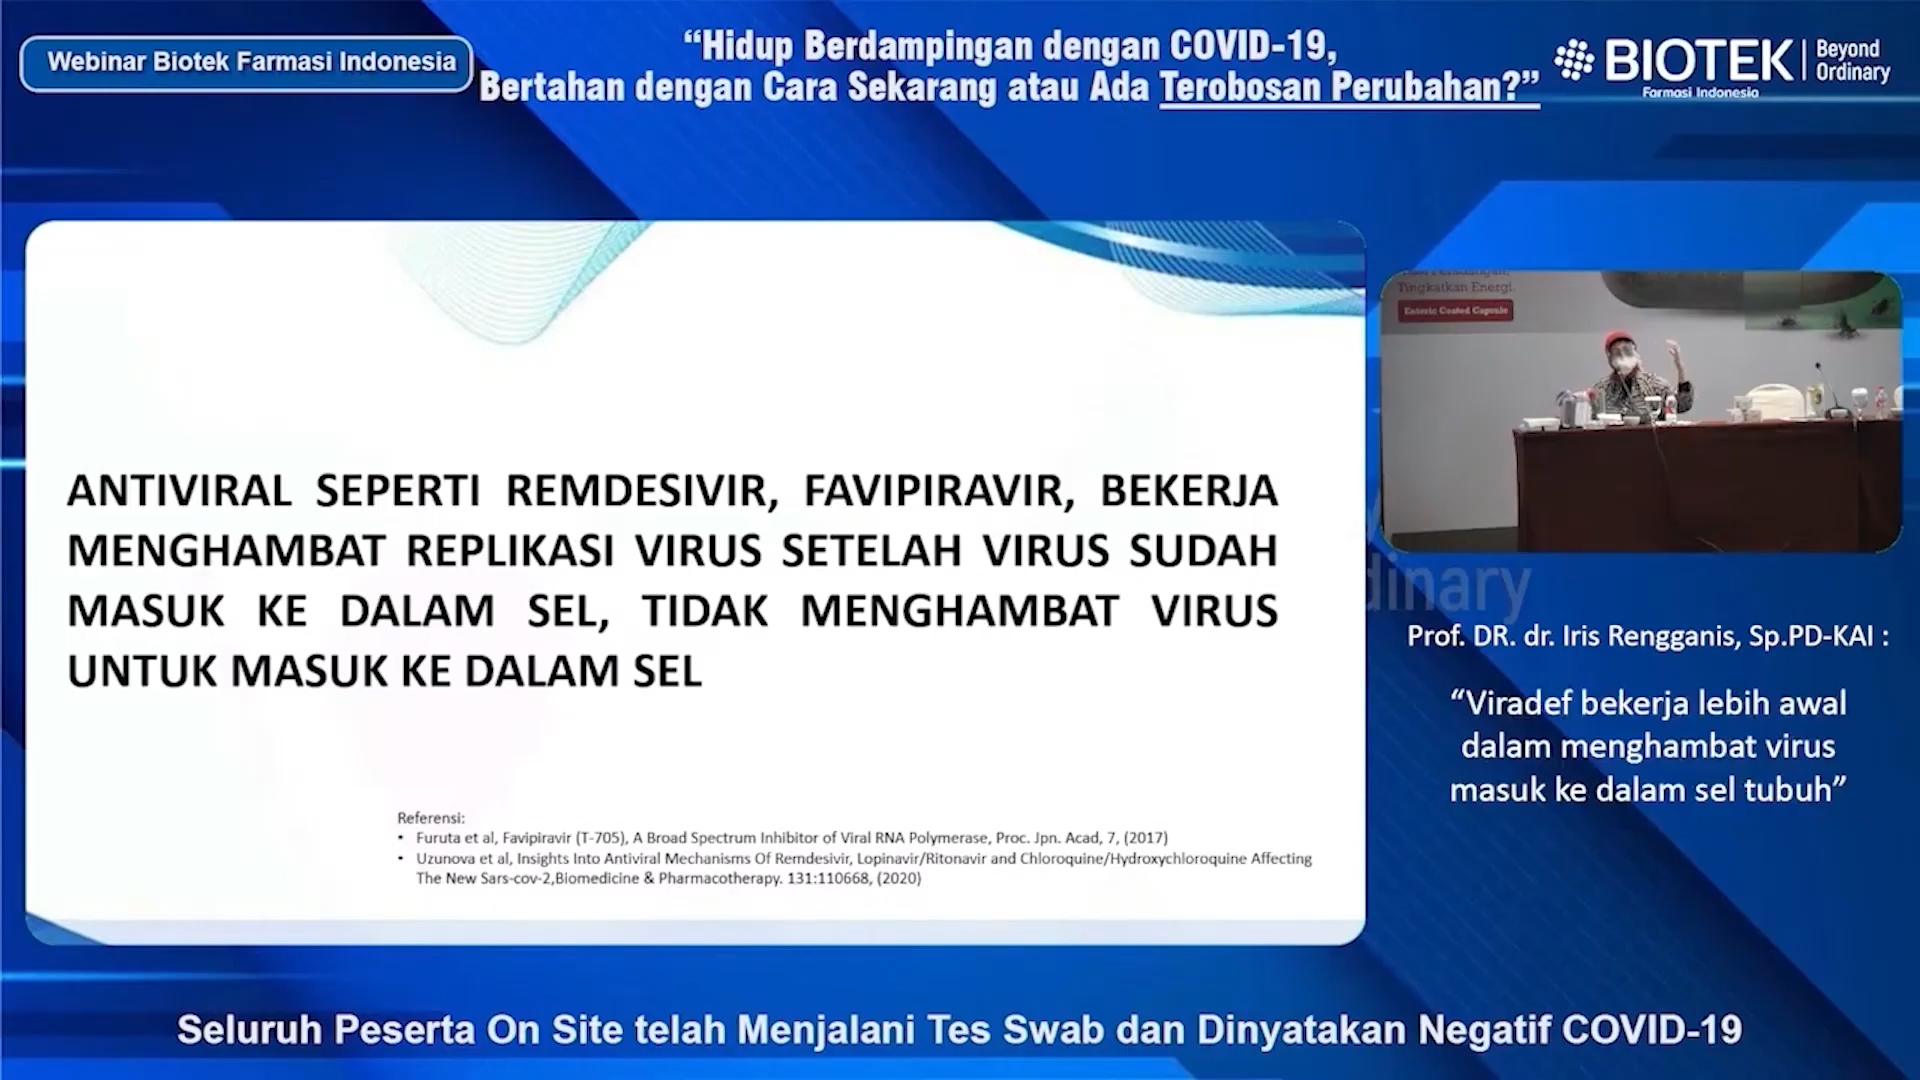 Webinar Biotek Farmasi Indonesia
“Hidup Berdampingan dengan COVID-19,
Bertahan dengan Cara Sekarang atau Ada Terobosan Perubahan?”
BIOTEK
Farmasi Indonesia
Beyond
Ordinary
ANTIVIRAL SEPERTI REMDESIVIR, FAVIPIRAVIR, BEKERJA
MENGHAMBAT REPLIKASI VIRUS SETELAH VIRUS SUDAH
MASUK KE DALAM SEL, TIDAK MENGHAMBAT VIRUS
UNTUK MASUK KE DALAM SEL
Referensi:
• Furuta et al, Favipiravir (T-705), A Broad Spectrum Inhibitor of Viral RNA Polymerase, Proc. Jpn. Acad, 7, (2017)
• Uzunova et al, Insights Into Antiviral Mechanisms Of Remdesivir, Lopinavir/Ritonavir and Chloroquine/Hydroxychloroquine Affecting
The New Sars-cov-2,Biomedicine & Pharmacotherapy. 131:110668, (2020)
Tingkatkan Energi.
Enteric Coated Capsule
dinary
Prof. DR. dr. Iris Rengganis, Sp.PD-KAI :
“Viradef bekerja lebih awal
dalam menghambat virus
masuk ke dalam sel tubuh”
Seluruh Peserta On Site telah Menjalani Tes Swab dan Dinyatakan Negatif COVID-19